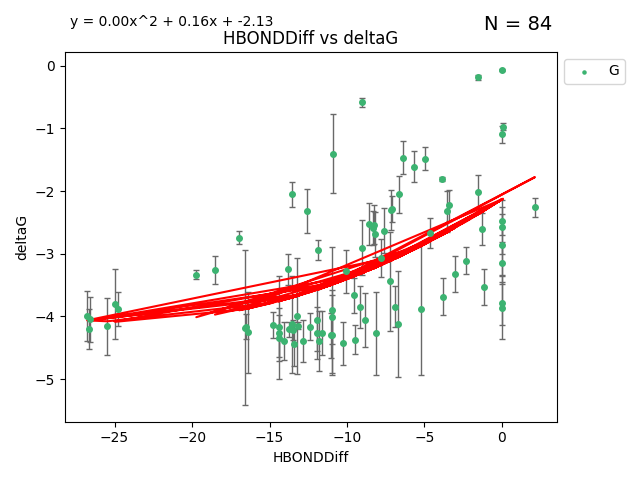 y = 0.00x^2 + 0.16x + -2.13
N = 84
HBONDDiff vs deltaG
G
0
−1
−2
−3
−4
−5
deltaG
−25 −20 −15 −10 −5 0
HBONDDiff